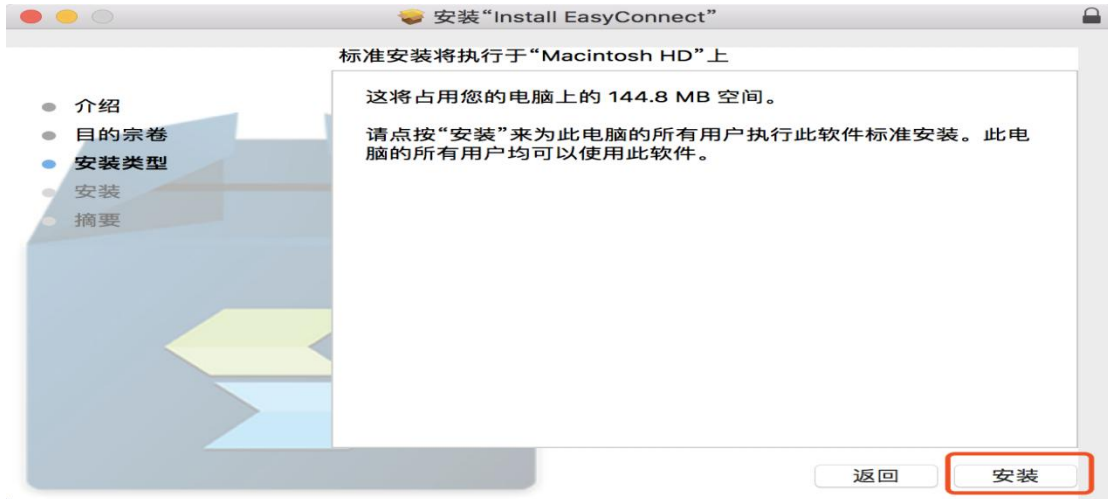 安装“Install EasyConnect”
标准安装将执行于“Macintosh HD”上
介绍
目的宗卷
安装类型
安装
摘要
这将占用您的电脑上的 144.8 MB 空间。
请点按“安装”来为此电脑的所有用户执行此软件标准安装。此电
脑的所有用户均可以使用此软件。
返回
安装